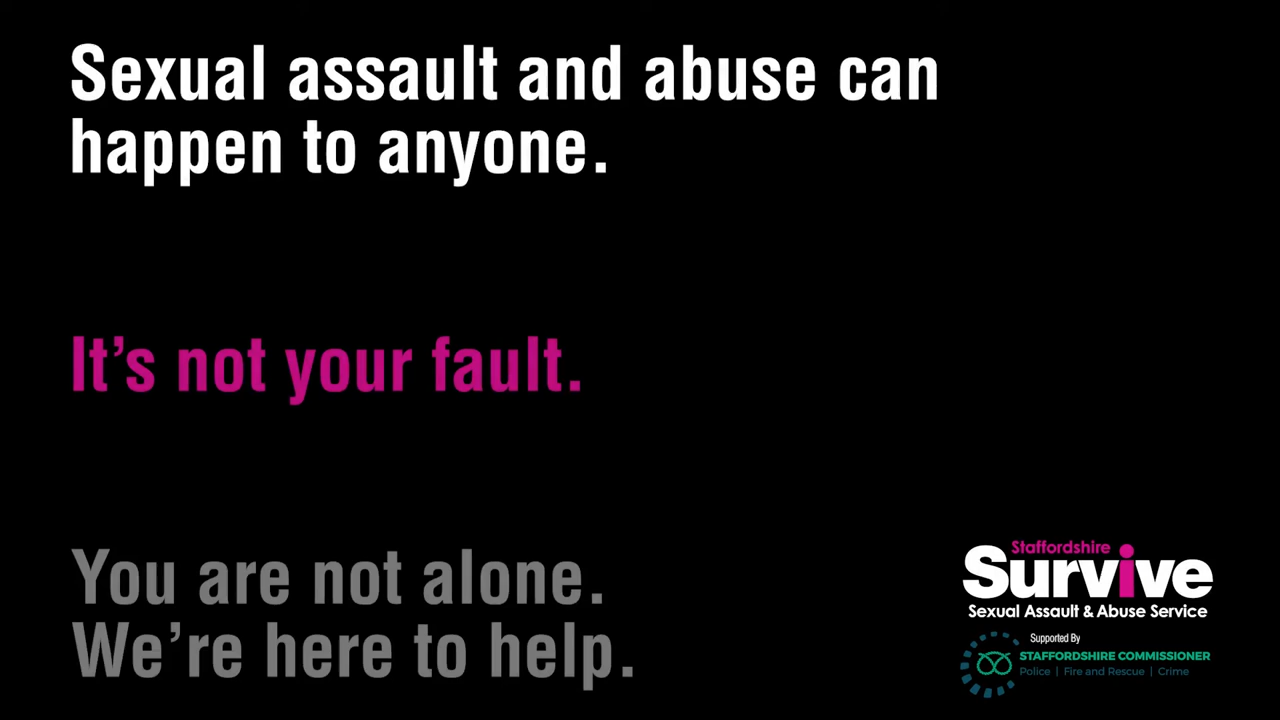 Sexual assault and abuse can
happen to anyone.
It's not your fault.
You are not alone.
We're here to help.
Staffordshire
Survive
Sexual Assault & Abuse Service
Supported By
STAFFORDSHIRE COMMISSIONER
Police | Fire and Rescue | Crime